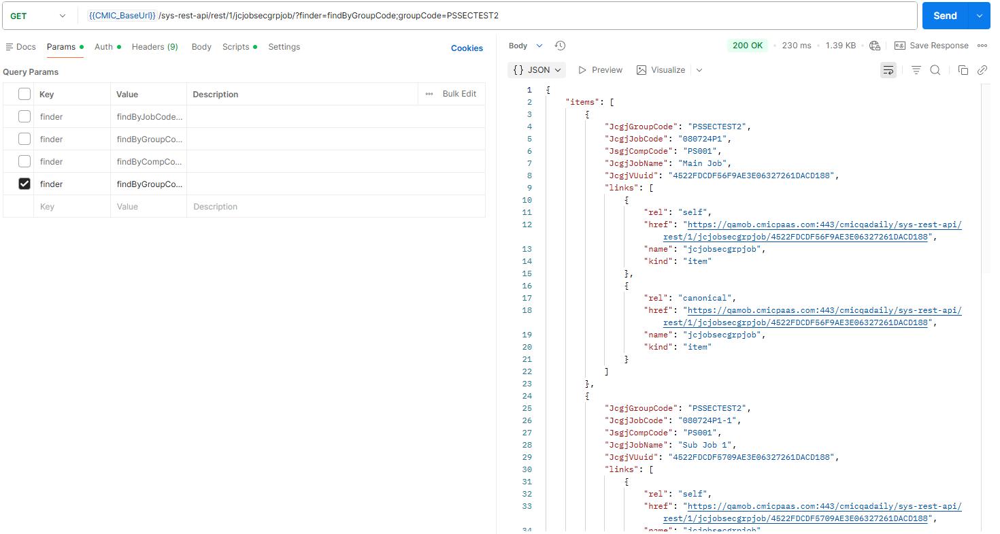 GET {{CMIC_BaseUrl}} /sys-rest-api/rest/1/jcjobsecgrpjob/?finder=findByGroupCode;groupCode=PSSECTEST2 Send
Docs Params Auth Headers (9) Body Scripts Settings Cookies
Query Params
Key Value Description Bulk Edit
finder findByJobCode...
finder findByGroupCo...
finder findByCompCo...
finder findByGroupCo...
Key Value Description
Body 200 OK 230 ms 1.39 KB e.g. Save Response
{} JSON Preview Visualize
1 {
2 "items": [
3 {
4 "JcgjGroupCode": "PSSECTEST2",
5 "JcgjJobCode": "080724P1",
6 "JsgjCompCode": "PS001",
7 "JcgjJobName": "Main Job",
8 "JcgjVUuid": "4522FDCDF56F9AE3E06327261DACD188",
9 "links": [
10 {
11 "rel": "self",
12 "href": "https://qamob.cmicpaas.com:443/cmicqadaily/sys-rest-api/
rest/1/jcjobsecgrpjob/4522FDCDF56F9AE3E06327261DACD188",
13 "name": "jcjobsecgrpjob",
14 "kind": "item"
15 },
16 {
17 "rel": "canonical",
18 "href": "https://qamob.cmicpaas.com:443/cmicqadaily/sys-rest-api/
rest/1/jcjobsecgrpjob/4522FDCDF56F9AE3E06327261DACD188",
19 "name": "jcjobsecgrpjob",
20 "kind": "item"
21 }
22 ]
23 },
24 {
25 "JcgjGroupCode": "PSSECTEST2",
26 "JcgjJobCode": "080724P1-1",
27 "JsgjCompCode": "PS001",
28 "JcgjJobName": "Sub Job 1",
29 "JcgjVUuid": "4522FDCDF5709AE3E06327261DACD188",
30 "links": [
31 {
32 "rel": "self",
33 "href": "https://qamob.cmicpaas.com:443/cmicqadaily/sys-rest-api/
rest/1/jcjobsecgrpjob/4522FDCDF5709AE3E06327261DACD188",
34 "name": "jcjobsecgrpjob"